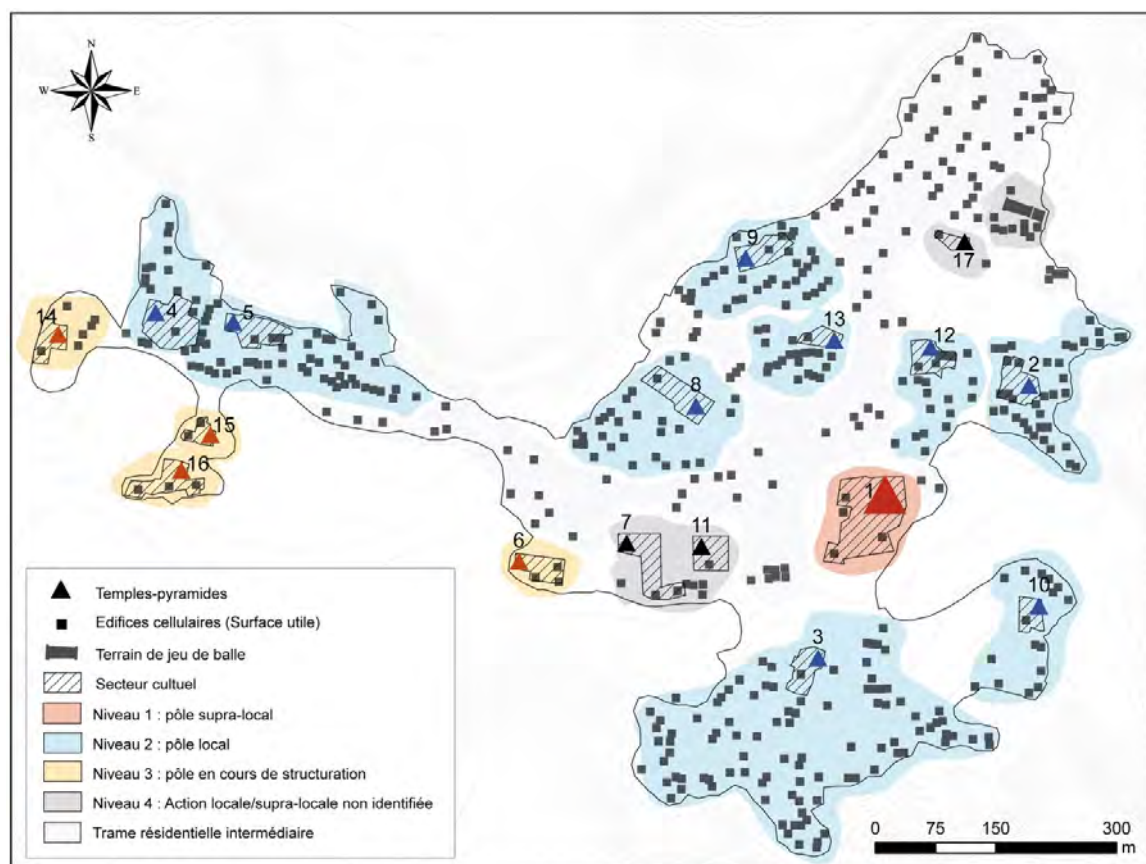 N
W E
S
9
17
14
4
5
13
12
2
8
15
16
1
7
11
6
10
3
Temples-pyramides
Edifices cellulaires (Surface utile)
Terrain de jeu de balle
Secteur cultuel
Niveau 1 : pôle supra-local
Niveau 2 : pôle local
Niveau 3 : pôle en cours de structuration
Niveau 4 : Action locale/supra-locale non identifiée
Trame résidentielle intermédiaire
0 75 150 300
m